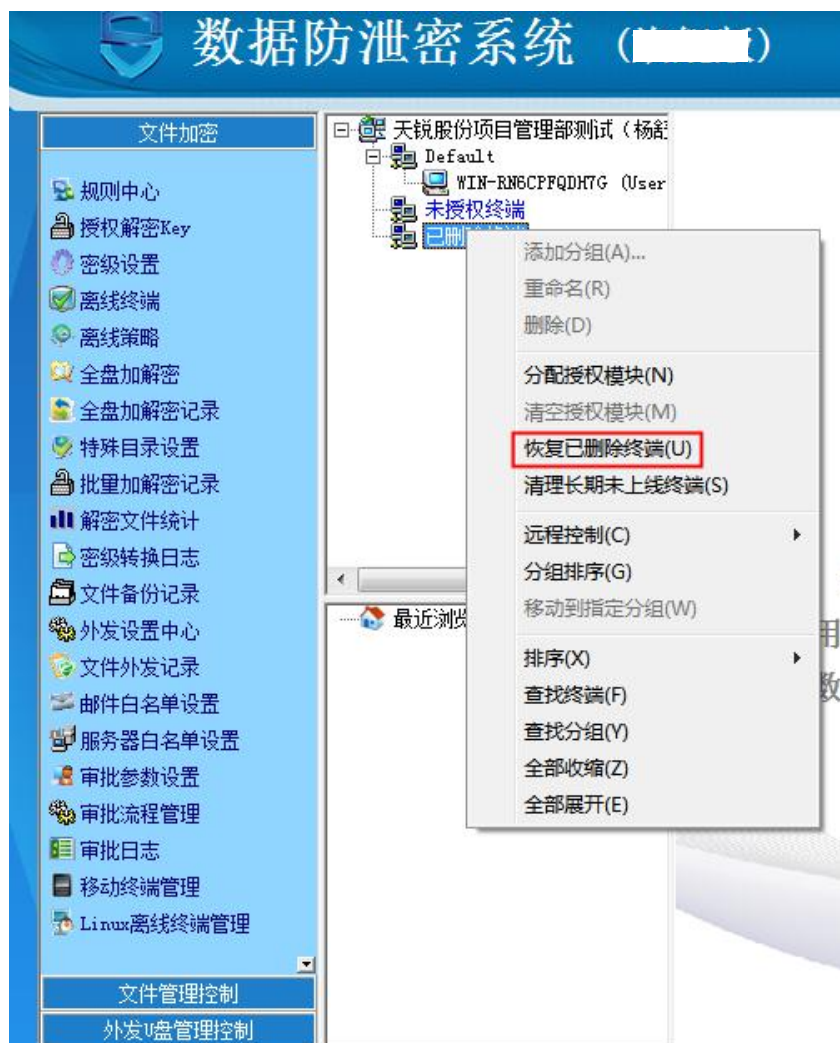 数据防泄密系统 （）
文件加密
规则中心
授权解密Key
密级设置
离线终端
离线策略
全盘加解密
全盘加解密记录
特殊目录设置
批量加解密记录
解密文件统计
密级转换日志
文件备份记录
外发设置中心
文件外发记录
邮件白名单设置
服务器白名单设置
审批参数设置
审批流程管理
审批日志
移动终端管理
Linux离线终端管理
文件管理控制
外发U盘管理控制
天锐股份项目管理部测试（杨
Default
WIN-RN6CPFQDH7G (User
未授权终端
已删
最近浏览
添加分组(A)...
重命名(R)
删除(D)
分配授权模块(N)
清空授权模块(M)
恢复已删除终端(U)
清理长期未上线终端(S)
远程控制(C)
分组排序(G)
移动到指定分组(W)
排序(X)
查找终端(F)
查找分组(Y)
全部收缩(Z)
全部展开(E)
用
数